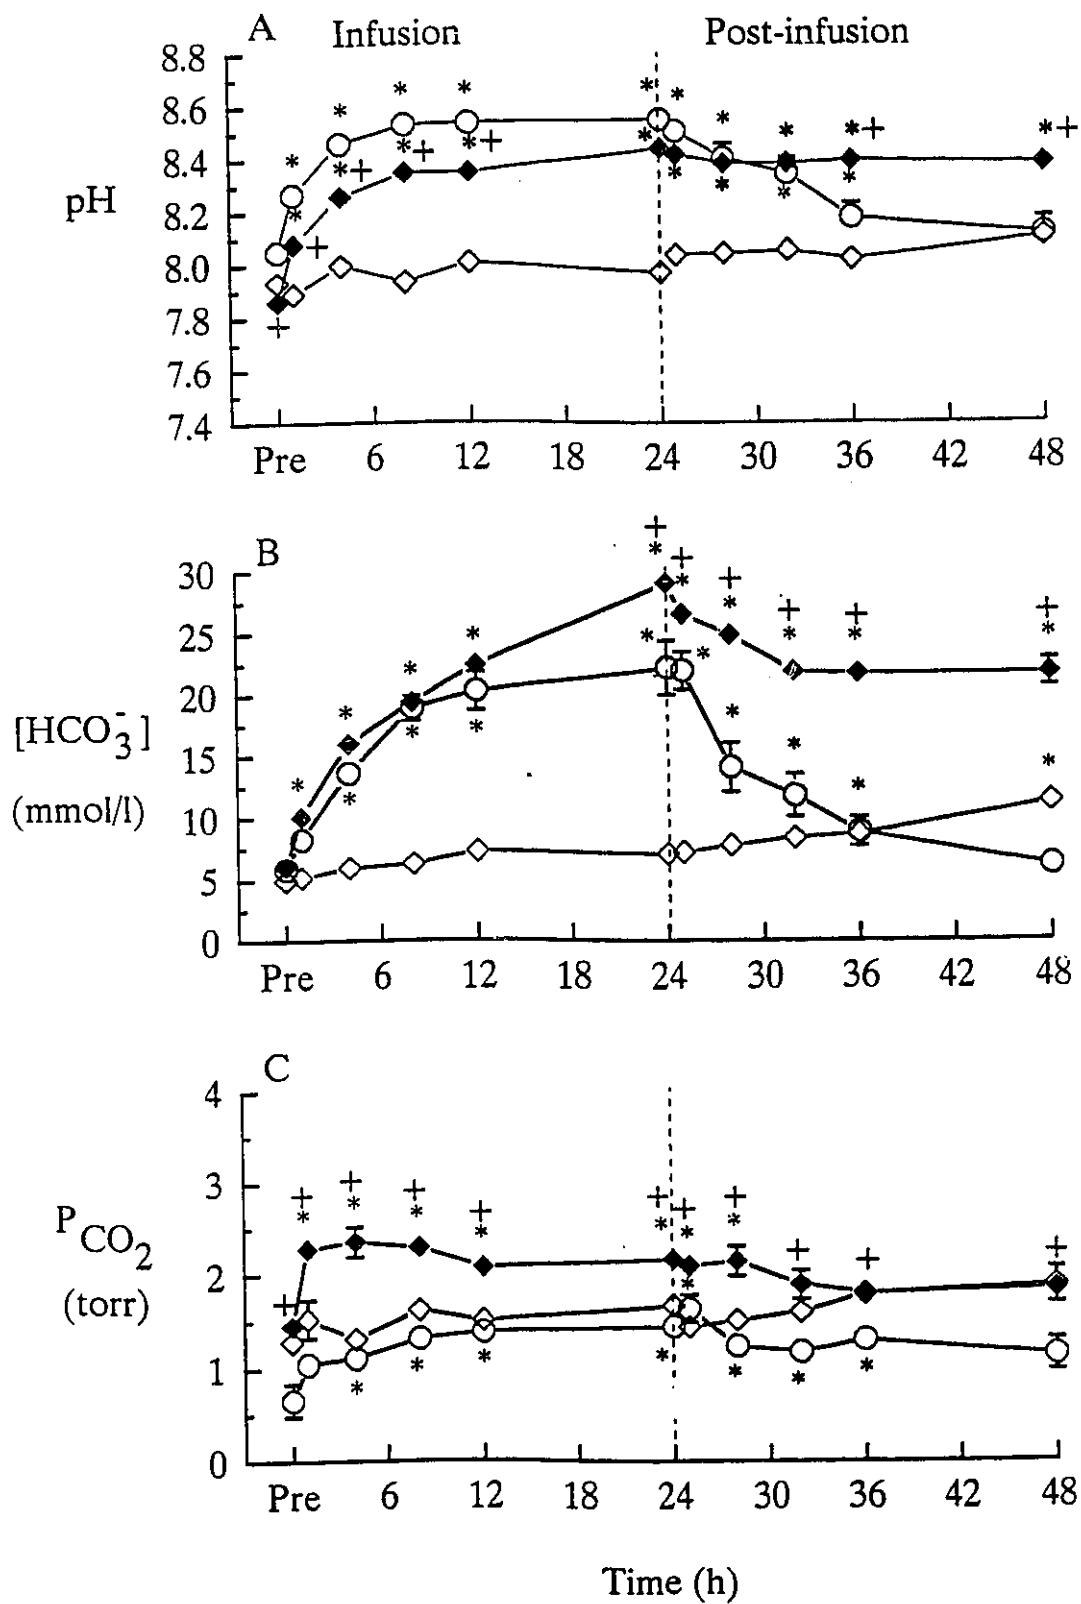 A Infusion Post-infusion
8.8
8.6
8.4
pH
8.2
8.0
7.8
7.6
7.4
Pre 6 12 18 24 30 36 42 48
B
30
25
20
[HCO₃⁻]
15
(mmol/l)
10
5
0
Pre 6 12 18 24 30 36 42 48
C
4
3
PCO₂
2
(torr)
1
0
Pre 6 12 18 24 30 36 42 48
Time (h)